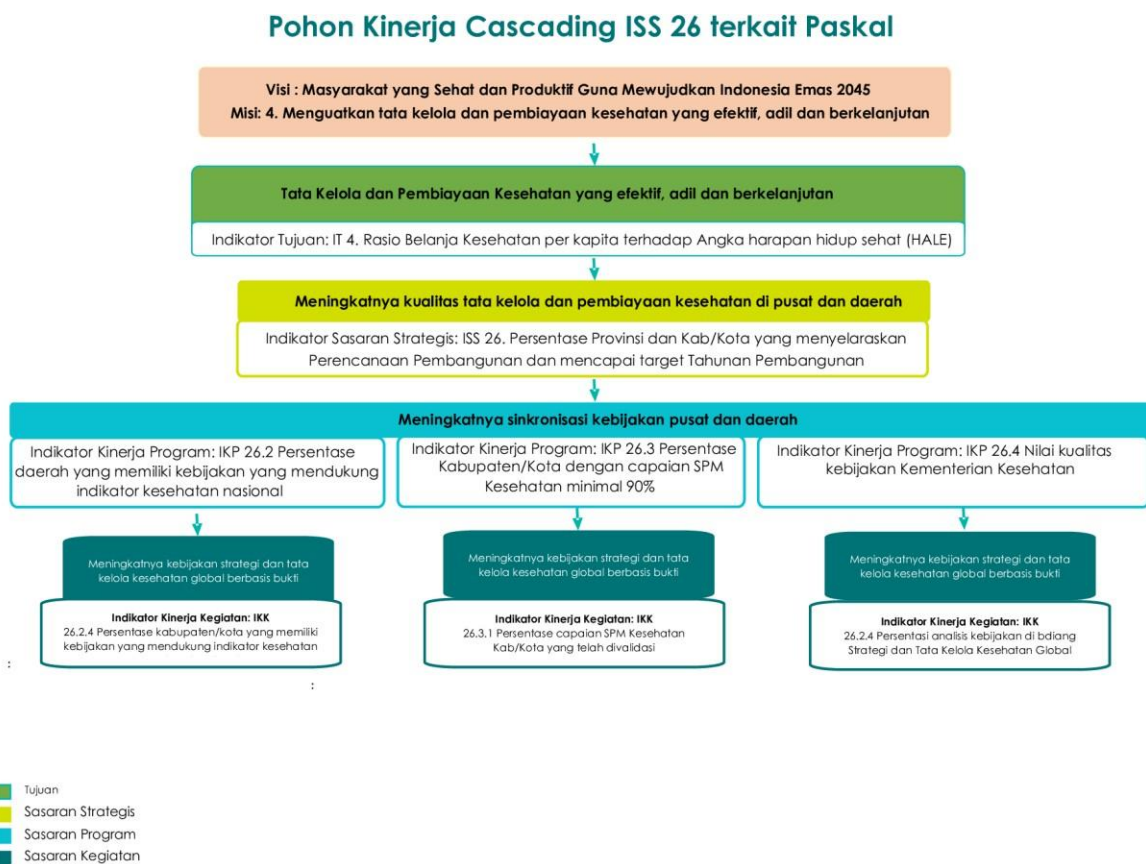 Pohon Kinerja Cascading ISS 26 terkait Paskal
Visi : Masyarakat yang Sehat dan Produktif Guna Mewujudkan Indonesia Emas 2045
Misi: 4. Menguatkan tata kelola dan pembiayaan kesehatan yang efektif, adil dan berkelanjutan
Tata Kelola dan Pembiayaan Kesehatan yang efektif, adil dan berkelanjutan
Indikator Tujuan: IT 4. Rasio Belanja Kesehatan per kapita terhadap Angka harapan hidup sehat (HALE)
Meningkatnya kualitas tata kelola dan pembiayaan kesehatan di pusat dan daerah
Indikator Sasaran Strategis: ISS 26. Persentase Provinsi dan Kab/Kota yang menyelaraskan
Perencanaan Pembangunan dan mencapai target Tahunan Pembangunan
Meningkatnya sinkronisasi kebijakan pusat dan daerah
Indikator Kinerja Program: IKP 26.2 Persentase
daerah yang memiliki kebijakan yang mendukung
indikator kesehatan nasional
Indikator Kinerja Program: IKP 26.3 Persentase
Kabupaten/Kota dengan capaian SPM
Kesehatan minimal 90%
Indikator Kinerja Program: IKP 26.4 Nilai kualitas
kebijakan Kementerian Kesehatan
Meningkatnya kebijakan strategi dan tata
kelola kesehatan global berbasis bukti
Indikator Kinerja Kegiatan: IKK
26.2.4 Persentase kabupaten/kota yang memiliki
kebijakan yang mendukung indikator kesehatan
Meningkatnya kebijakan strategi dan tata
kelola kesehatan global berbasis bukti
Indikator Kinerja Kegiatan: IKK
26.3.1 Persentase capaian SPM Kesehatan
Kab/Kota yang telah divalidasi
Meningkatnya kebijakan strategi dan tata
kelola kesehatan global berbasis bukti
Indikator Kinerja Kegiatan: IKK
26.2.4 Persentasi analisis kebijakan di bdiang
Strategi dan Tata Kelola Kesehatan Global
:
:
Tujuan
Sasaran Strategis
Sasaran Program
Sasaran Kegiatan